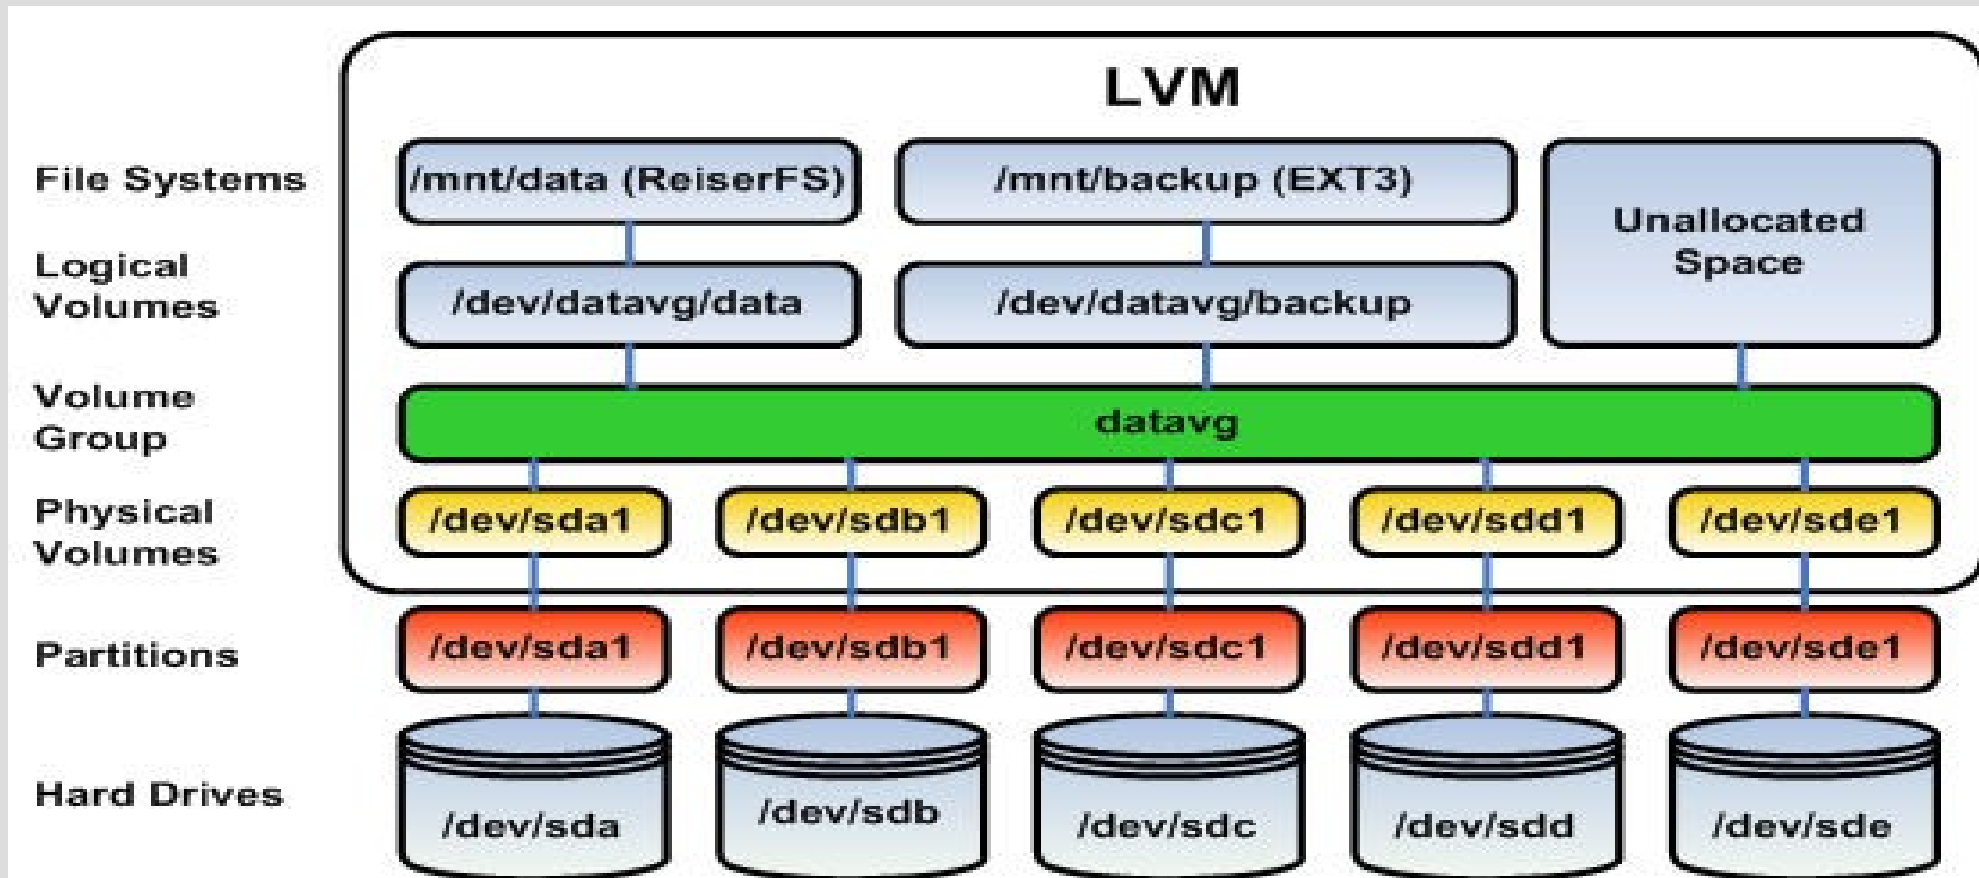 LVM
File Systems
/mnt/data (ReiserFS)
/mnt/backup (EXT3)
Unallocated
Space
Logical
Volumes
/dev/datavg/data
/dev/datavg/backup
Volume
Group
datavg
Physical
Volumes
/dev/sda1
/dev/sdb1
/dev/sdc1
/dev/sdd1
/dev/sde1
Partitions
/dev/sda1
/dev/sdb1
/dev/sdc1
/dev/sdd1
/dev/sde1
Hard Drives
/dev/sda
/dev/sdb
/dev/sdc
/dev/sdd
/dev/sde